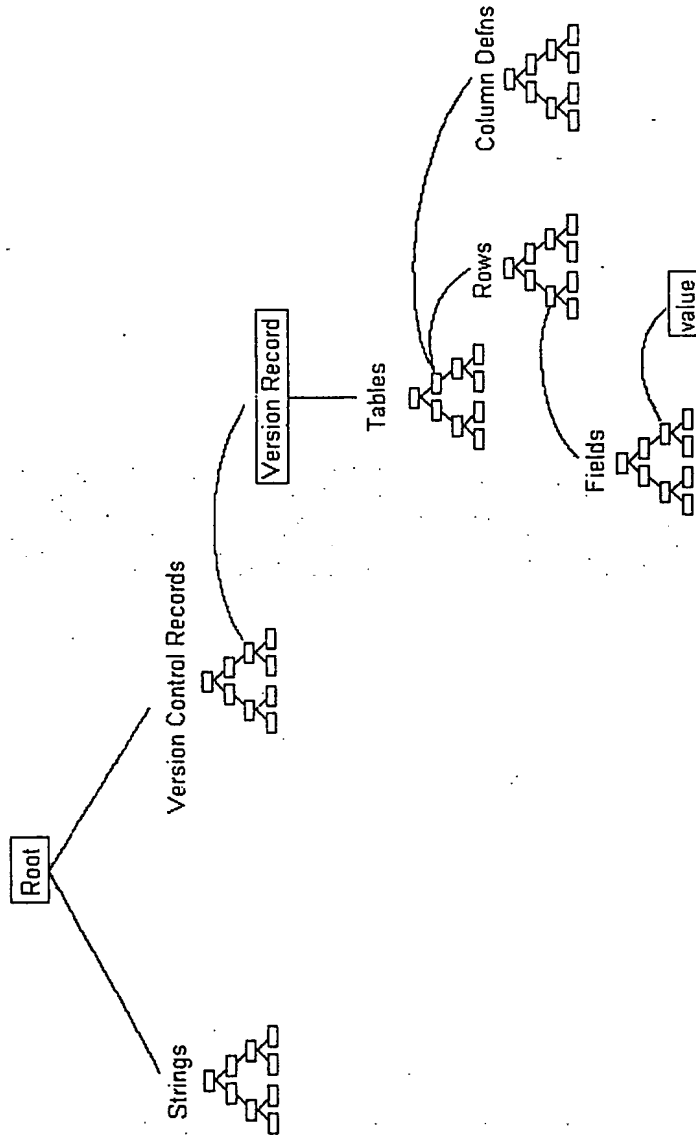 Root
Strings
Version Control Records
Version Record
Tables
Rows
Column Defns
Fields
value